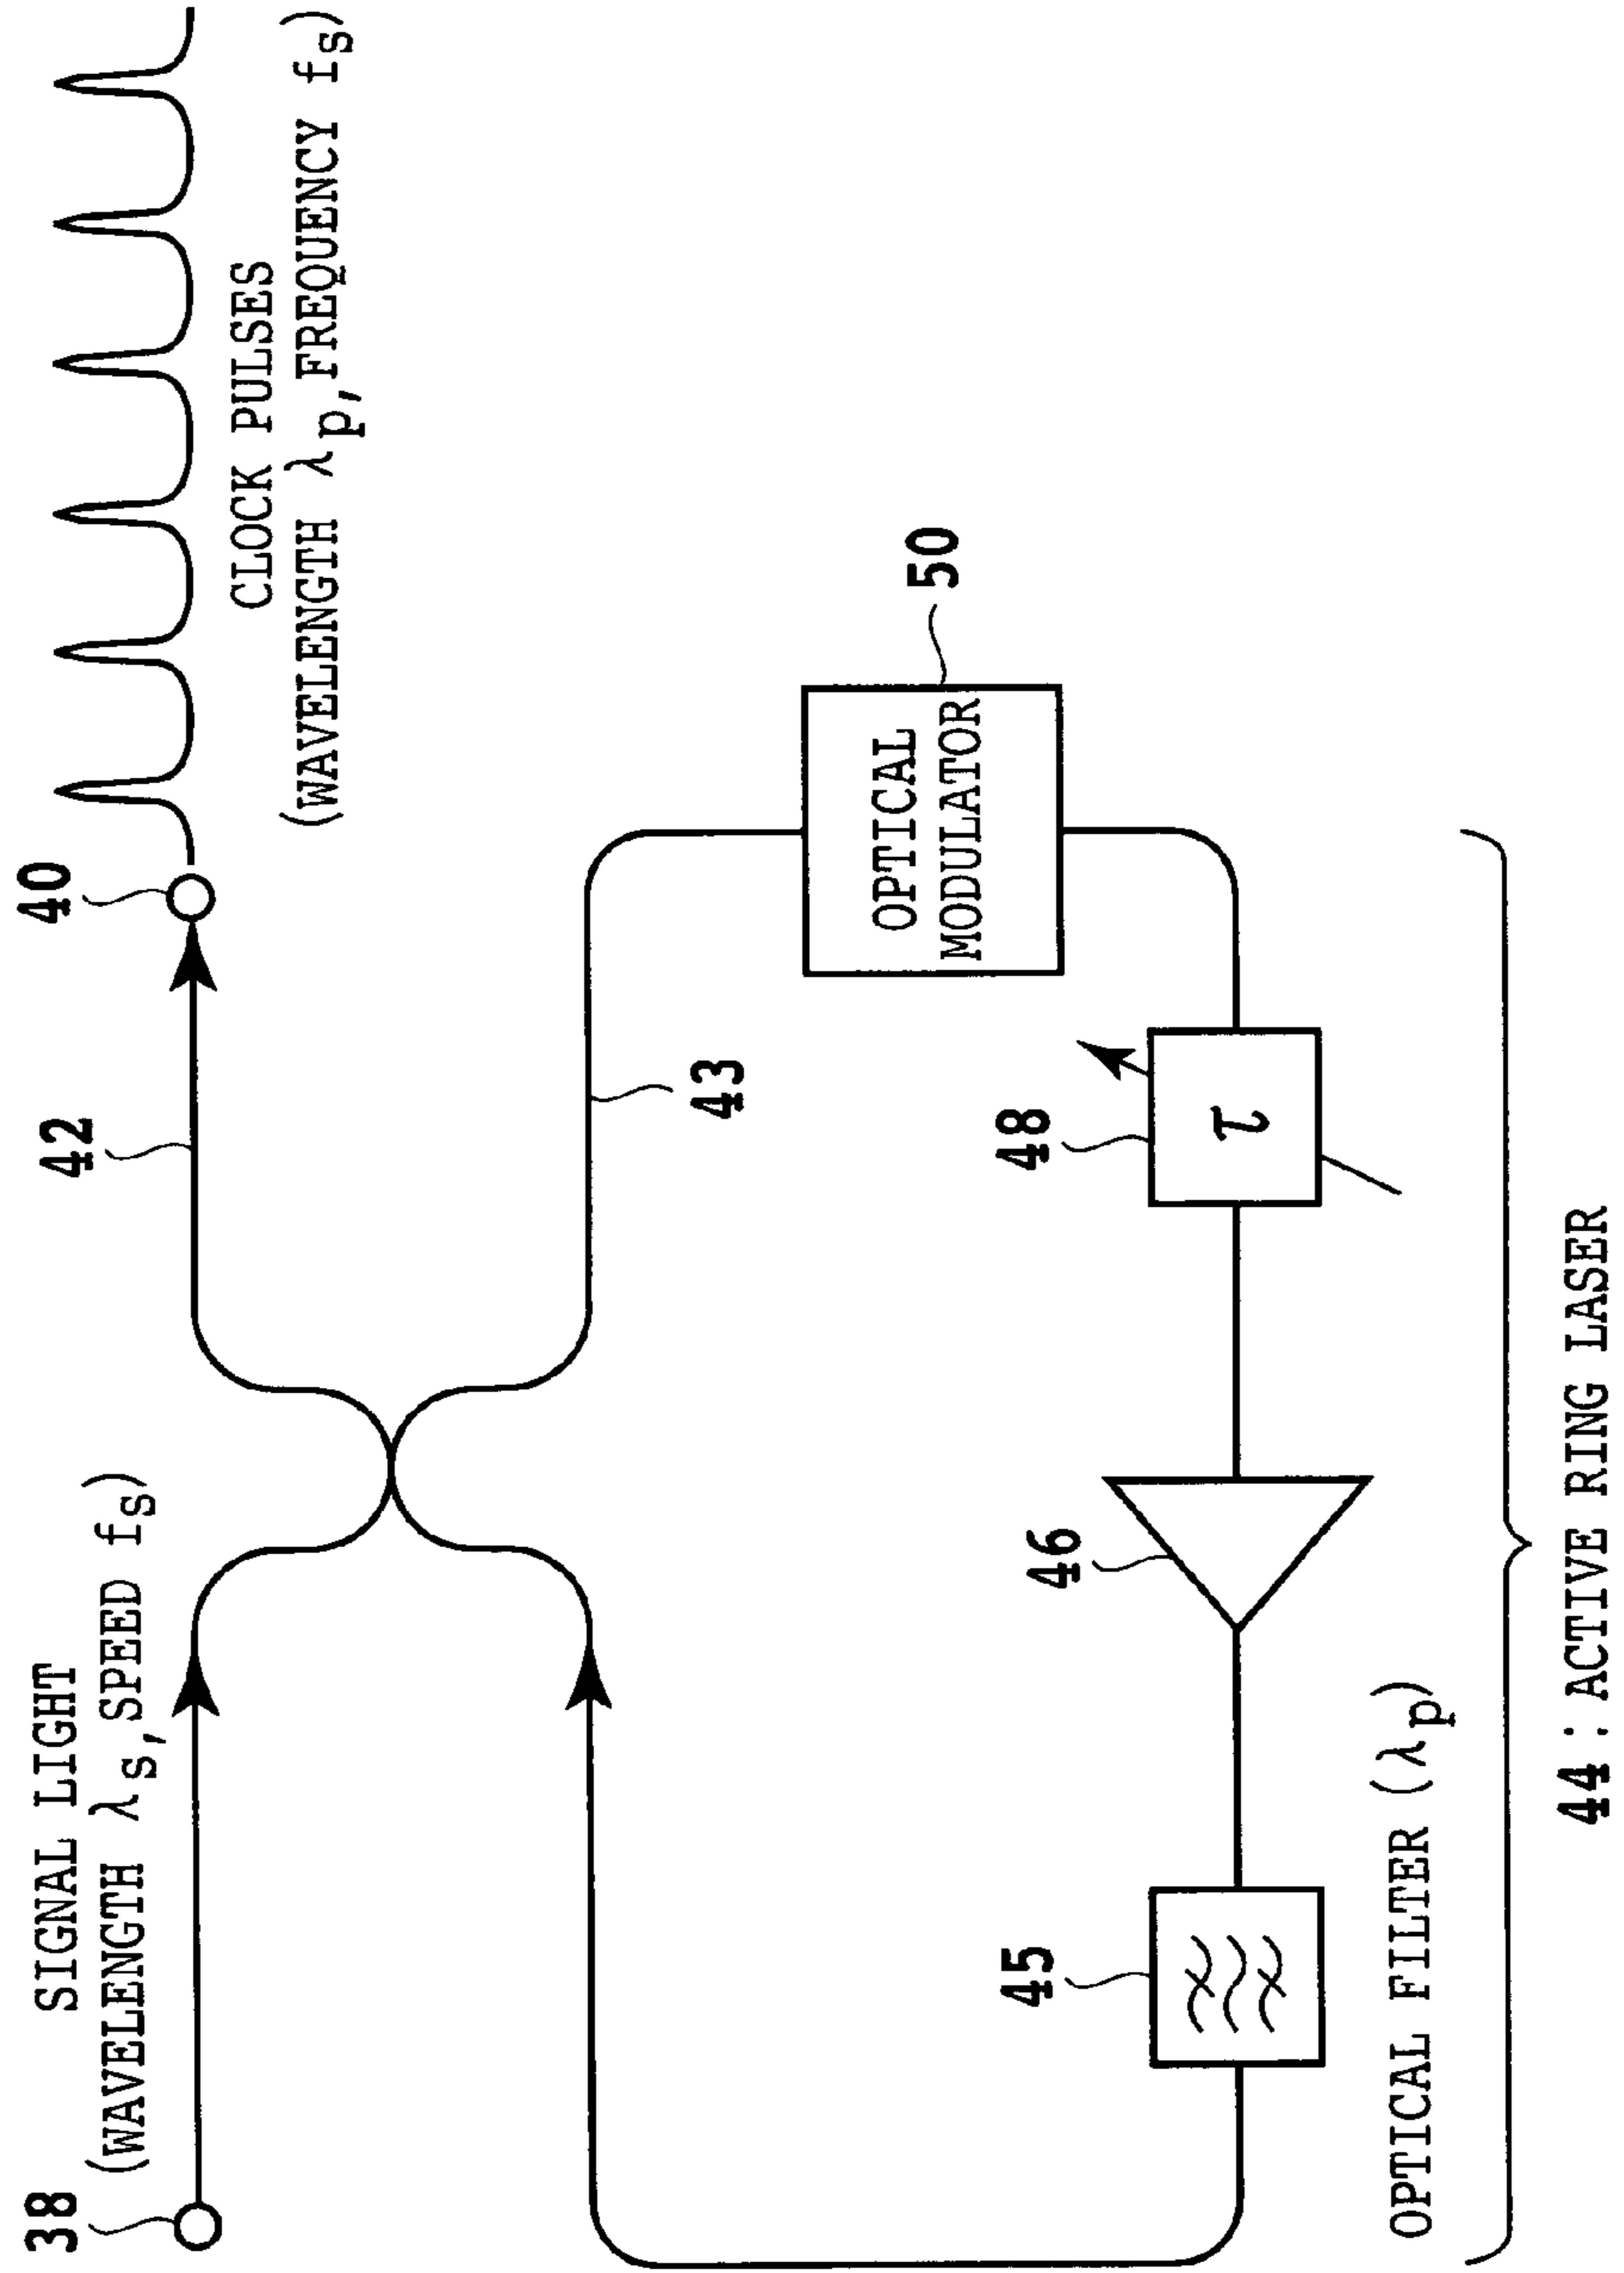 38
SIGNAL LIGHT
(WAVELENGTH λs, SPEED fs)
42
40
CLOCK PULSES
(WAVELENGTH λp, FREQUENCY fs)
43
OPTICAL
MODULATOR
50
45
46
48
τ
OPTICAL FILTER (λp)
44 : ACTIVE RING LASER